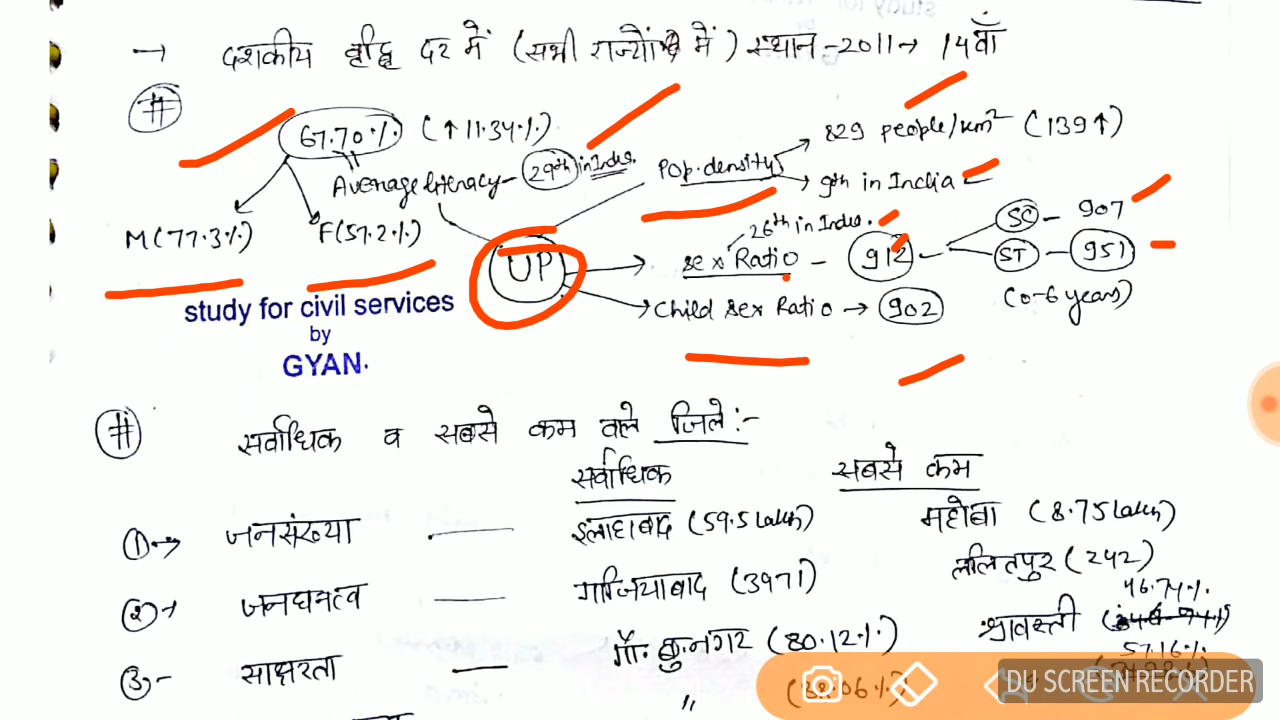 → दशकीय वृद्धि दर में (सभी राज्यों में) स्थान -2011→ 14वाँ
# 67.70% (↑11.34%)
829 people/km² (139↑)
Average literacy - 29th in India.
Pop. density
9th in India
M(77.3%) F(57.2%)
26th in India.
UP
sex Ratio - 912
SC - 907
ST - 951
Child sex Ratio → 902
(0-6 years)
study for civil services
by
GYAN.
# सर्वाधिक व सबसे कम वाले जिले:-
सर्वाधिक सबसे कम
① → जनसंख्या — इलाहाबाद (59.5 Lakh) महोबा (8.75 Lakh)
② → जनघनत्व — गाजियाबाद (3971) ललितपुर (242)
46.74%
③ - साक्षरता — गौ. बु. नगर (80.12%) श्रावस्ती
57.16%
" (88.06%)
DU SCREEN RECORDER